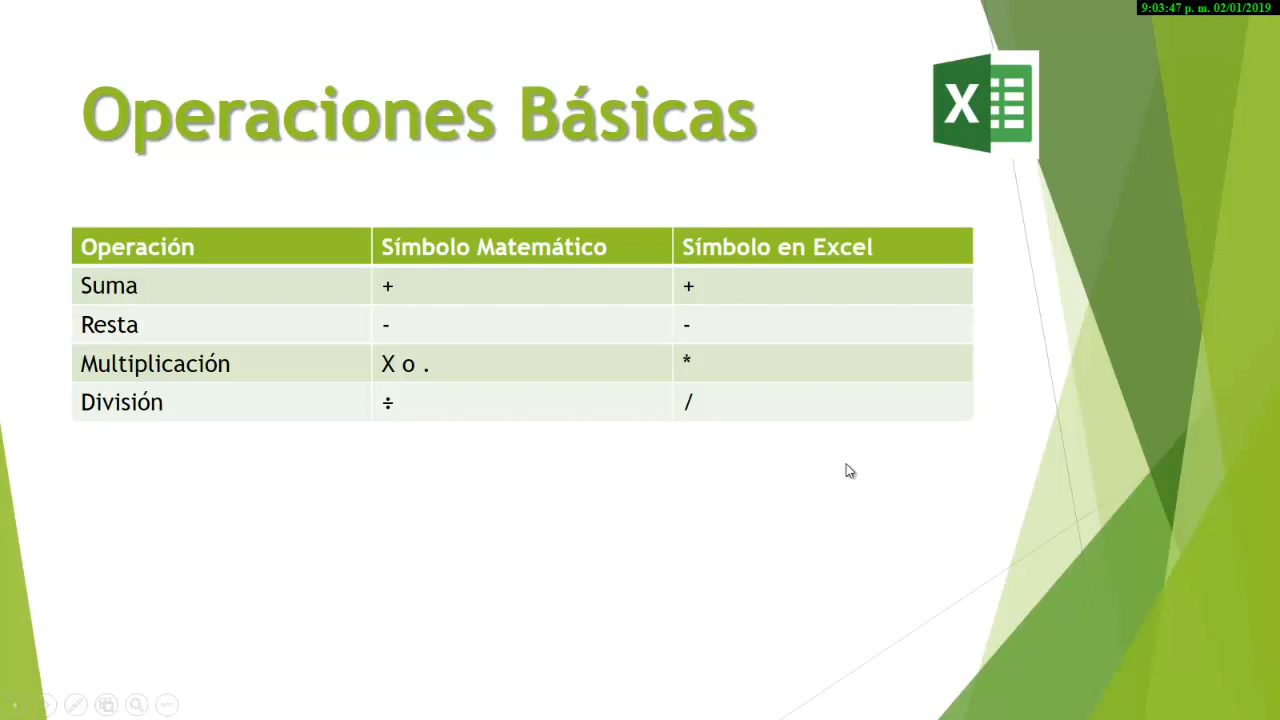 9:03:47 p. m. 02/01/2019
Operaciones Básicas
X
Operación Símbolo Matemático Símbolo en Excel
Suma + +
Resta - -
Multiplicación X o . *
División ÷ /